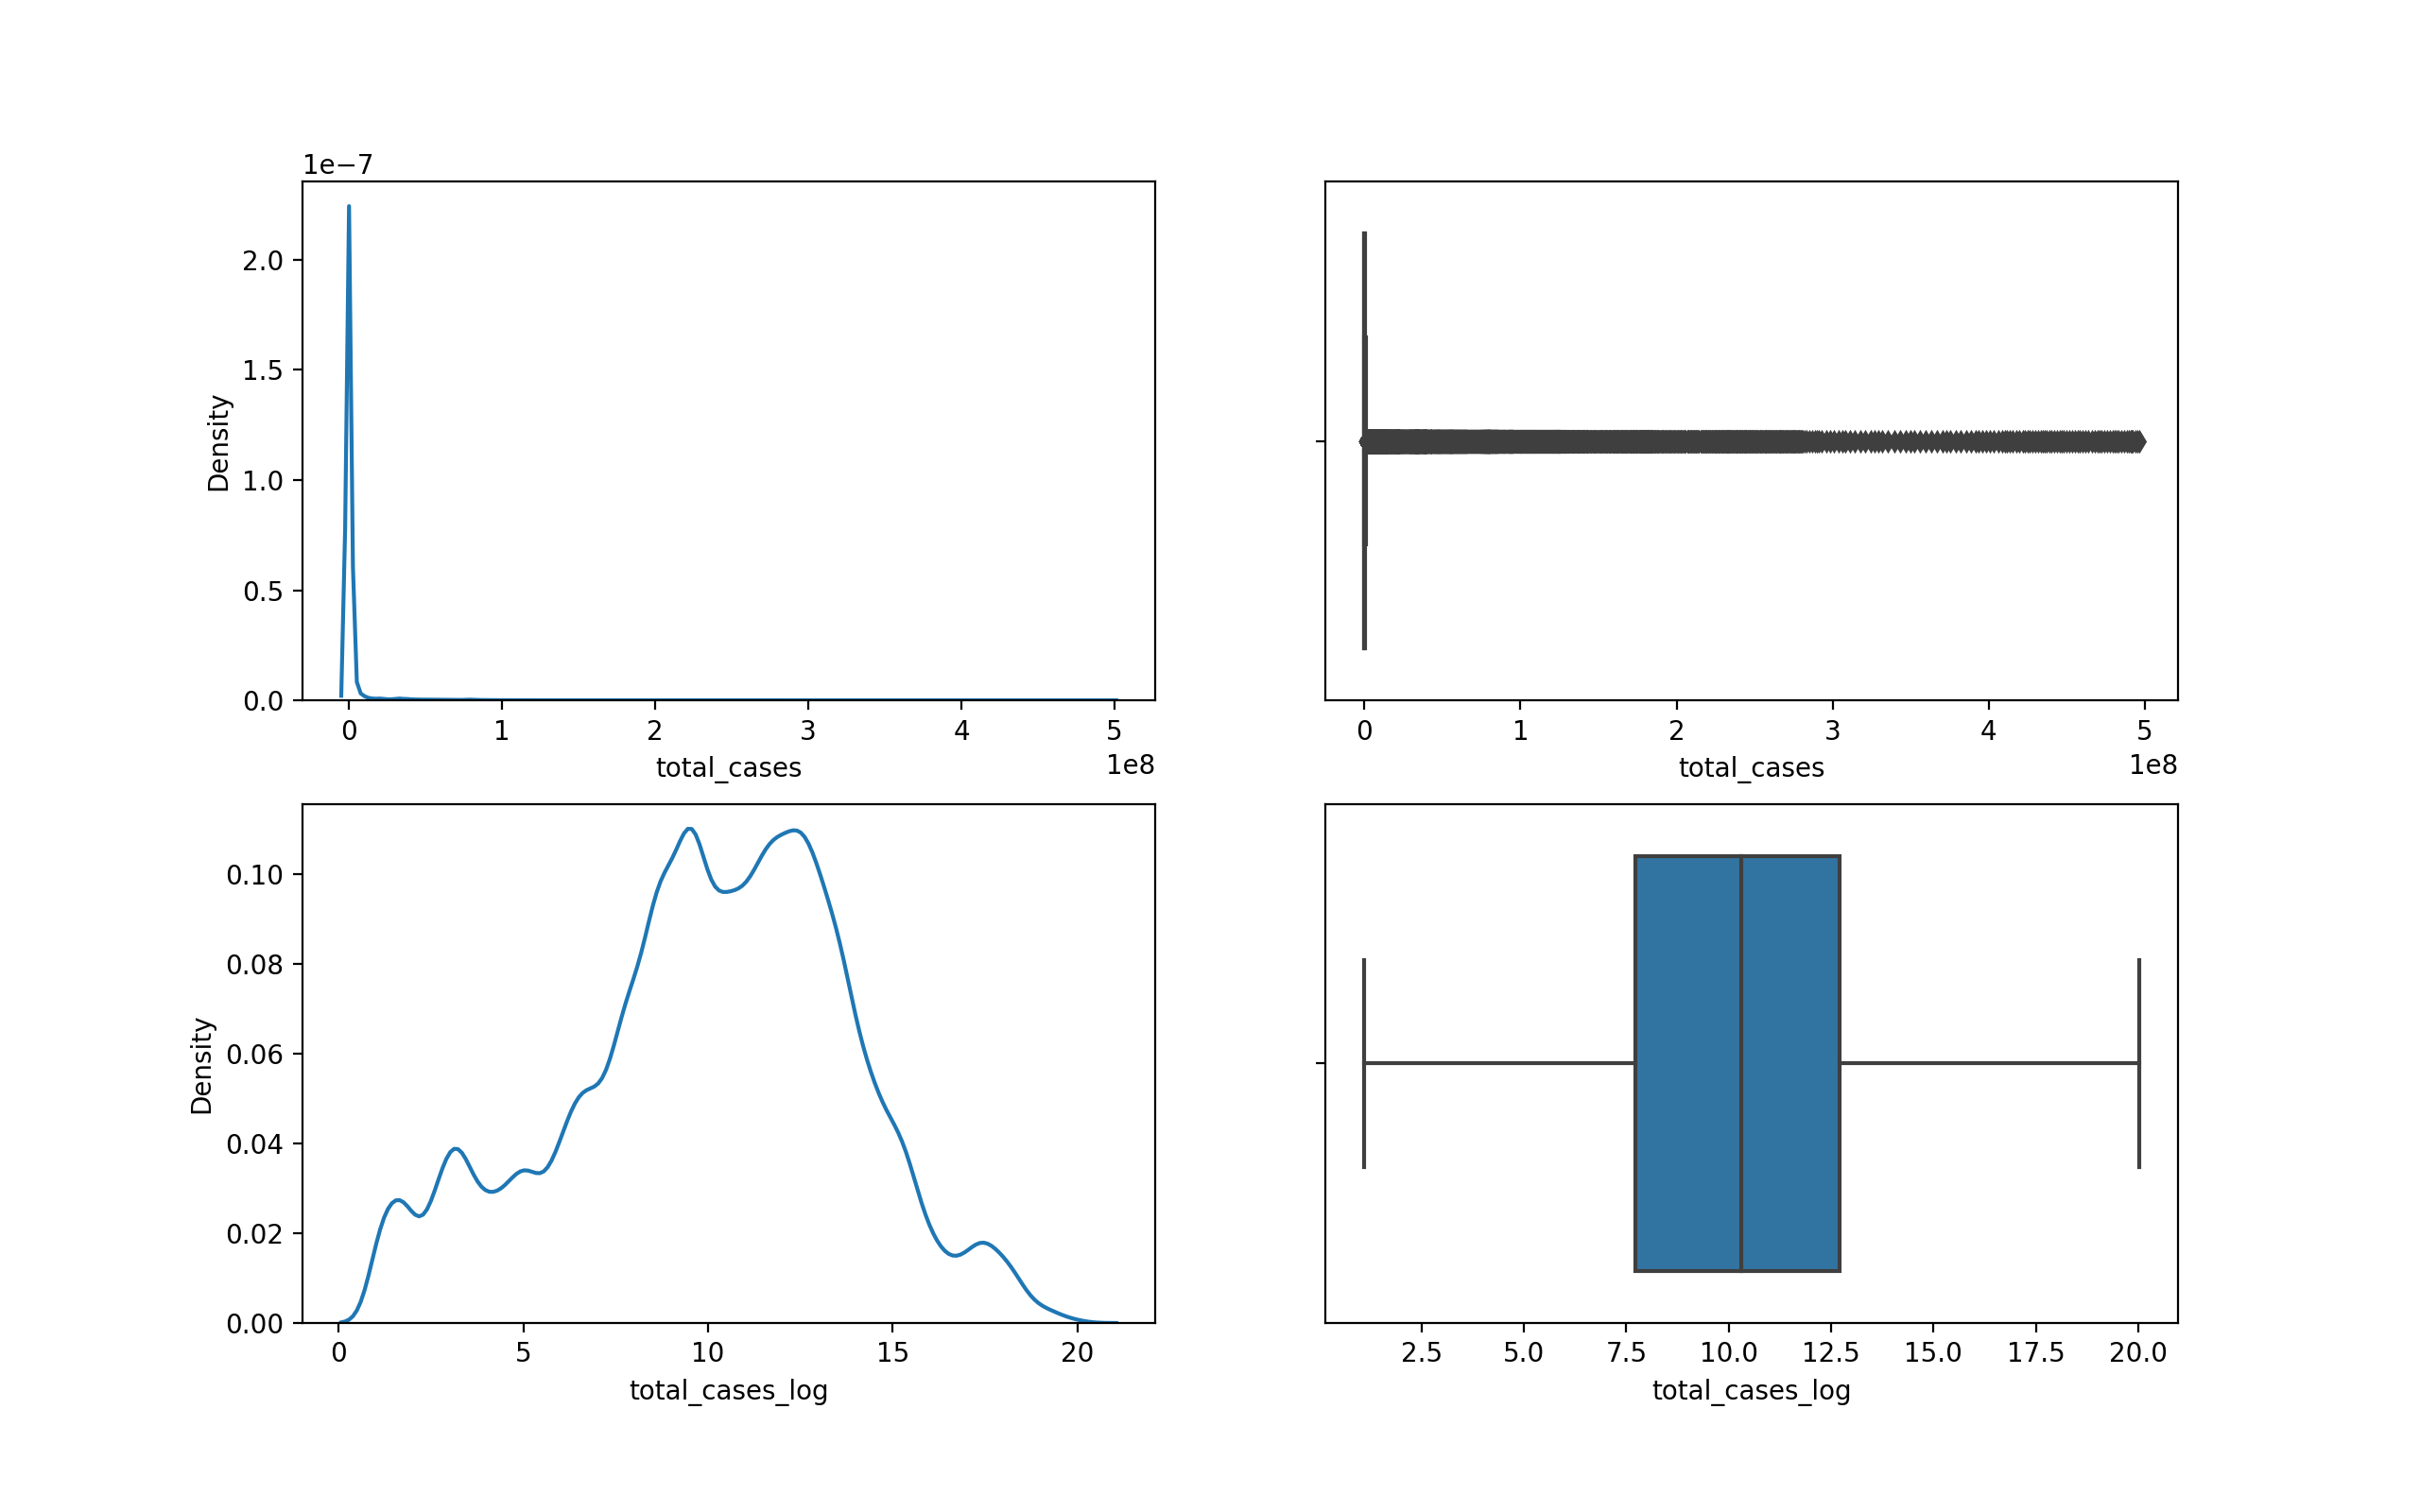 1e−7
Density
2.0
1.5
1.0
0.5
0.0
0 1 2 3 4 5
total_cases
1e8
0 1 2 3 4 5
total_cases
1e8
Density
0.10
0.08
0.06
0.04
0.02
0.00
0 5 10 15 20
total_cases_log
2.5 5.0 7.5 10.0 12.5 15.0 17.5 20.0
total_cases_log